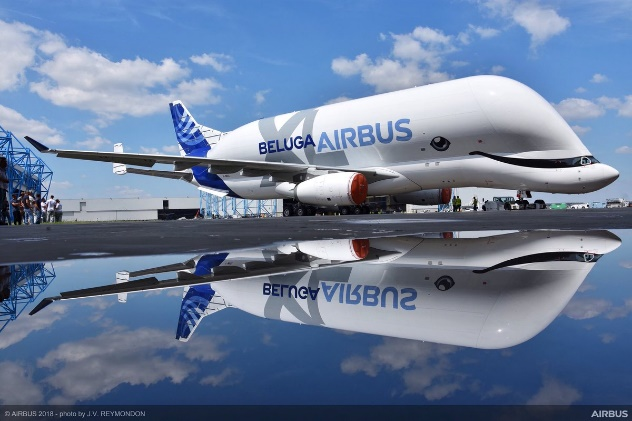 XL
BELUGA AIRBUS
BELUGA AIRBUS
© AIRBUS 2018 - photo by J.V. REYMONDON
AIRBUS